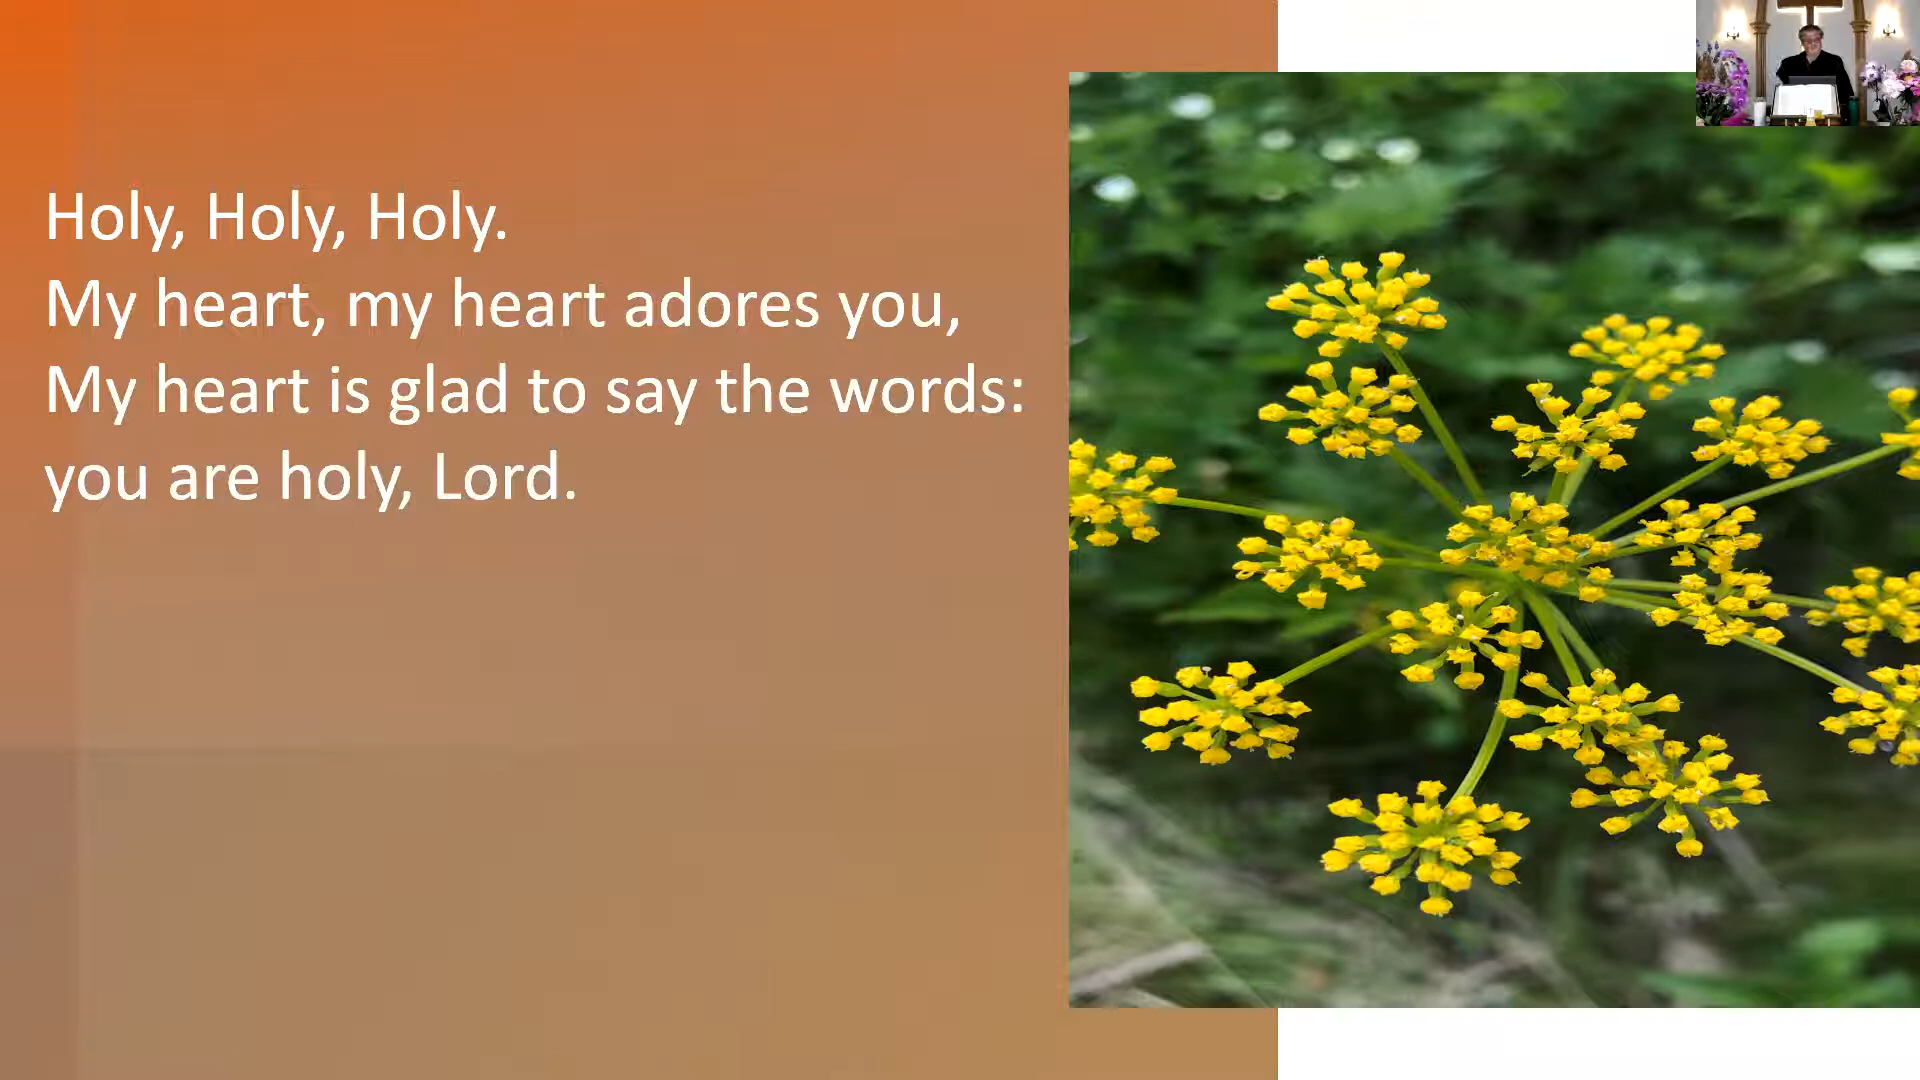 Holy, Holy, Holy.
My heart, my heart adores you,
My heart is glad to say the words:
you are holy, Lord.